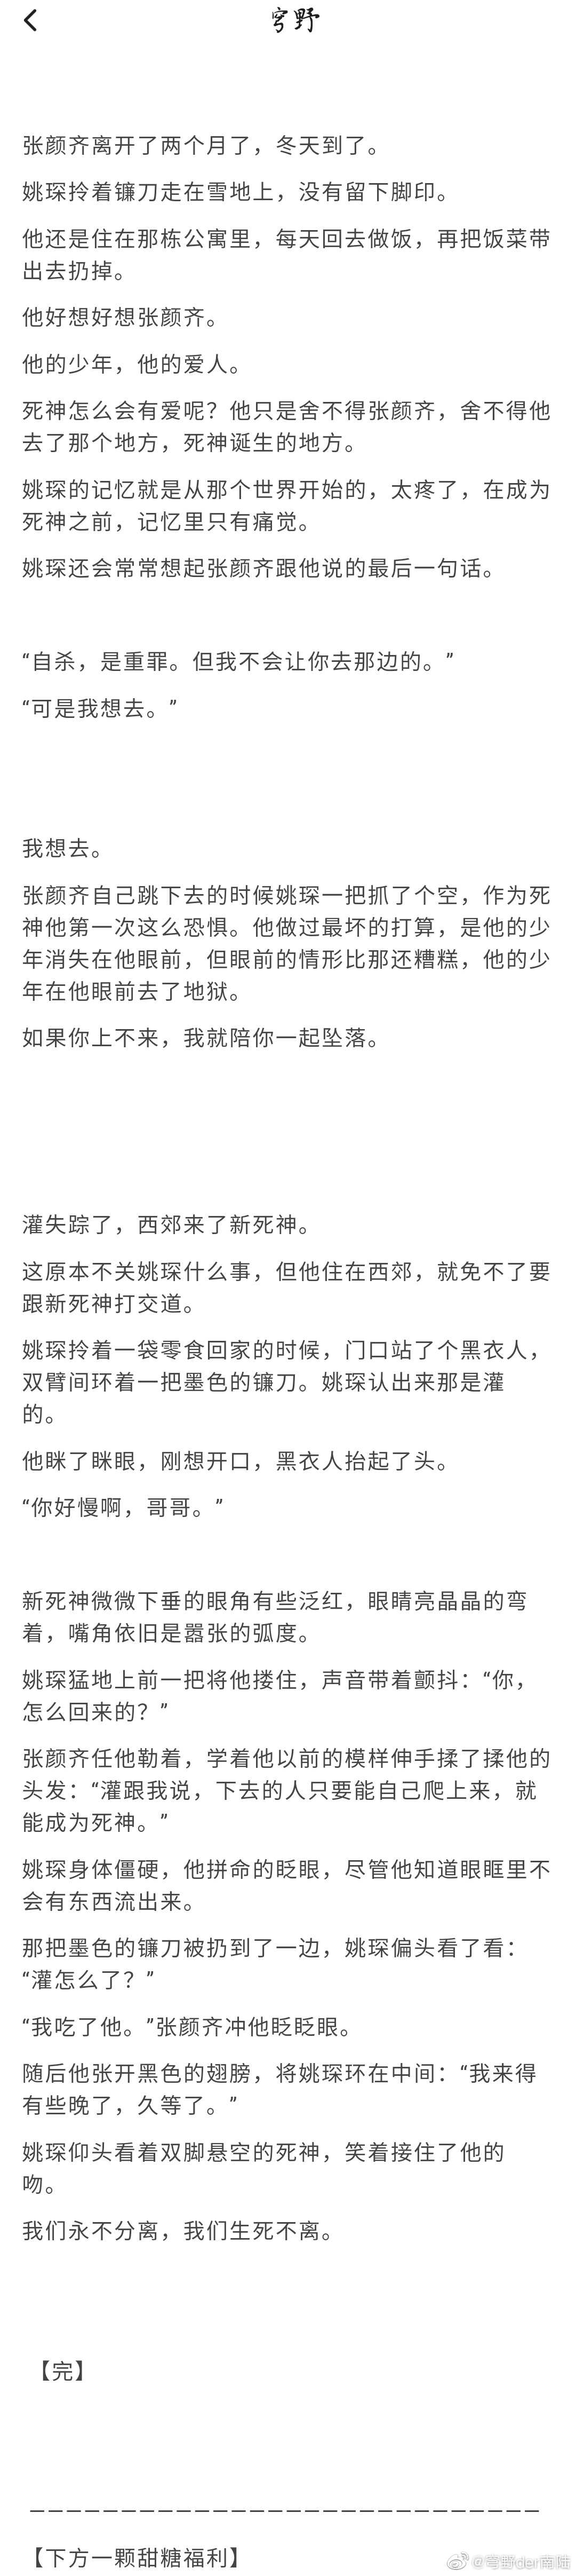 穹野
张颜齐离开了两个月了，冬天到了。
姚琛拎着镰刀走在雪地上，没有留下脚印。
他还是住在那栋公寓里，每天回去做饭，再把饭菜带
出去扔掉。
他好想好想张颜齐。
他的少年，他的爱人。
死神怎么会有爱呢？他只是舍不得张颜齐，舍不得他
去了那个地方，死神诞生的地方。
姚琛的记忆就是从那个世界开始的，太疼了，在成为
死神之前，记忆里只有痛觉。
姚琛还会常常想起张颜齐跟他说的最后一句话。
“自杀，是重罪。但我不会让你去那边的。”
“可是我想去。”
我想去。
张颜齐自己跳下去的时候姚琛一把抓了个空，作为死
神他第一次这么恐惧。他做过最坏的打算，是他的少
年消失在他眼前，但眼前的情形比那还糟糕，他的少
年在他眼前去了地狱。
如果你上不来，我就陪你一起坠落。
灌失踪了，西郊来了新死神。
这原本不关姚琛什么事，但他住在西郊，就免不了要
跟新死神打交道。
姚琛拎着一袋零食回家的时候，门口站了个黑衣人，
双臂间环着一把墨色的镰刀。姚琛认出来那是灌
的。
他眯了眯眼，刚想开口，黑衣人抬起了头。
“你好慢啊，哥哥。”
新死神微微下垂的眼角有些泛红，眼睛亮晶晶的弯
着，嘴角依旧是嚣张的弧度。
姚琛猛地上前一把将他搂住，声音带着颤抖：“你，
怎么回来的？”
张颜齐任他勒着，学着他以前的模样伸手揉了揉他的
头发：“灌跟我说，下去的人只要能自己爬上来，就
能成为死神。”
姚琛身体僵硬，他拼命的眨眼，尽管他知道眼眶里不
会有东西流出来。
那把墨色的镰刀被扔到了一边，姚琛偏头看了看：
“灌怎么了？”
“我吃了他。”张颜齐冲他眨眨眼。
随后他张开黑色的翅膀，将姚琛环在中间：“我来得
有些晚了，久等了。”
姚琛仰头看着双脚悬空的死神，笑着接住了他的
吻。
我们永不分离，我们生死不离。
【完】
————————————————————————————
【下方一颗甜糖福利】
@穹野der南陆